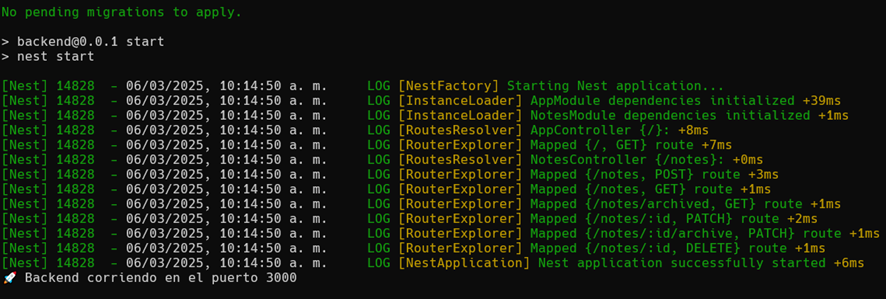 No pending migrations to apply.
> backend@0.0.1 start
> nest start
[Nest] 14828  - 06/03/2025, 10:14:50 a. m.     LOG [NestFactory] Starting Nest application...
[Nest] 14828  - 06/03/2025, 10:14:50 a. m.     LOG [InstanceLoader] AppModule dependencies initialized +39ms
[Nest] 14828  - 06/03/2025, 10:14:50 a. m.     LOG [InstanceLoader] NotesModule dependencies initialized +1ms
[Nest] 14828  - 06/03/2025, 10:14:50 a. m.     LOG [RoutesResolver] AppController {/}: +8ms
[Nest] 14828  - 06/03/2025, 10:14:50 a. m.     LOG [RouterExplorer] Mapped {/, GET} route +7ms
[Nest] 14828  - 06/03/2025, 10:14:50 a. m.     LOG [RoutesResolver] NotesController {/notes}: +0ms
[Nest] 14828  - 06/03/2025, 10:14:50 a. m.     LOG [RouterExplorer] Mapped {/notes, POST} route +3ms
[Nest] 14828  - 06/03/2025, 10:14:50 a. m.     LOG [RouterExplorer] Mapped {/notes, GET} route +1ms
[Nest] 14828  - 06/03/2025, 10:14:50 a. m.     LOG [RouterExplorer] Mapped {/notes/archived, GET} route +1ms
[Nest] 14828  - 06/03/2025, 10:14:50 a. m.     LOG [RouterExplorer] Mapped {/notes/:id, PATCH} route +2ms
[Nest] 14828  - 06/03/2025, 10:14:50 a. m.     LOG [RouterExplorer] Mapped {/notes/:id/archive, PATCH} route +1ms
[Nest] 14828  - 06/03/2025, 10:14:50 a. m.     LOG [RouterExplorer] Mapped {/notes/:id, DELETE} route +1ms
[Nest] 14828  - 06/03/2025, 10:14:50 a. m.     LOG [NestApplication] Nest application successfully started +6ms
🚀 Backend corriendo en el puerto 3000